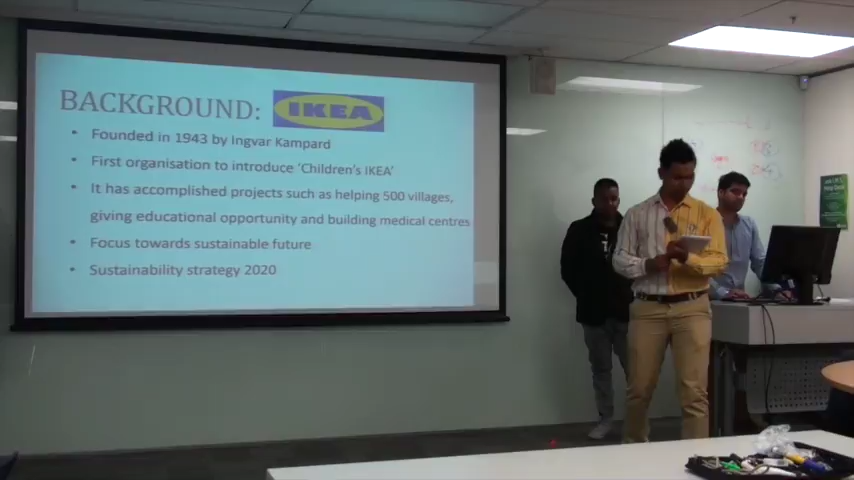 BACKGROUND:
IKEA
• Founded in 1943 by Ingvar Kampard
• First organisation to introduce 'Children's IKEA'
• It has accomplished projects such as helping 500 villages,
giving educational opportunity and building medical centres
• Focus towards sustainable future
• Sustainability strategy 2020